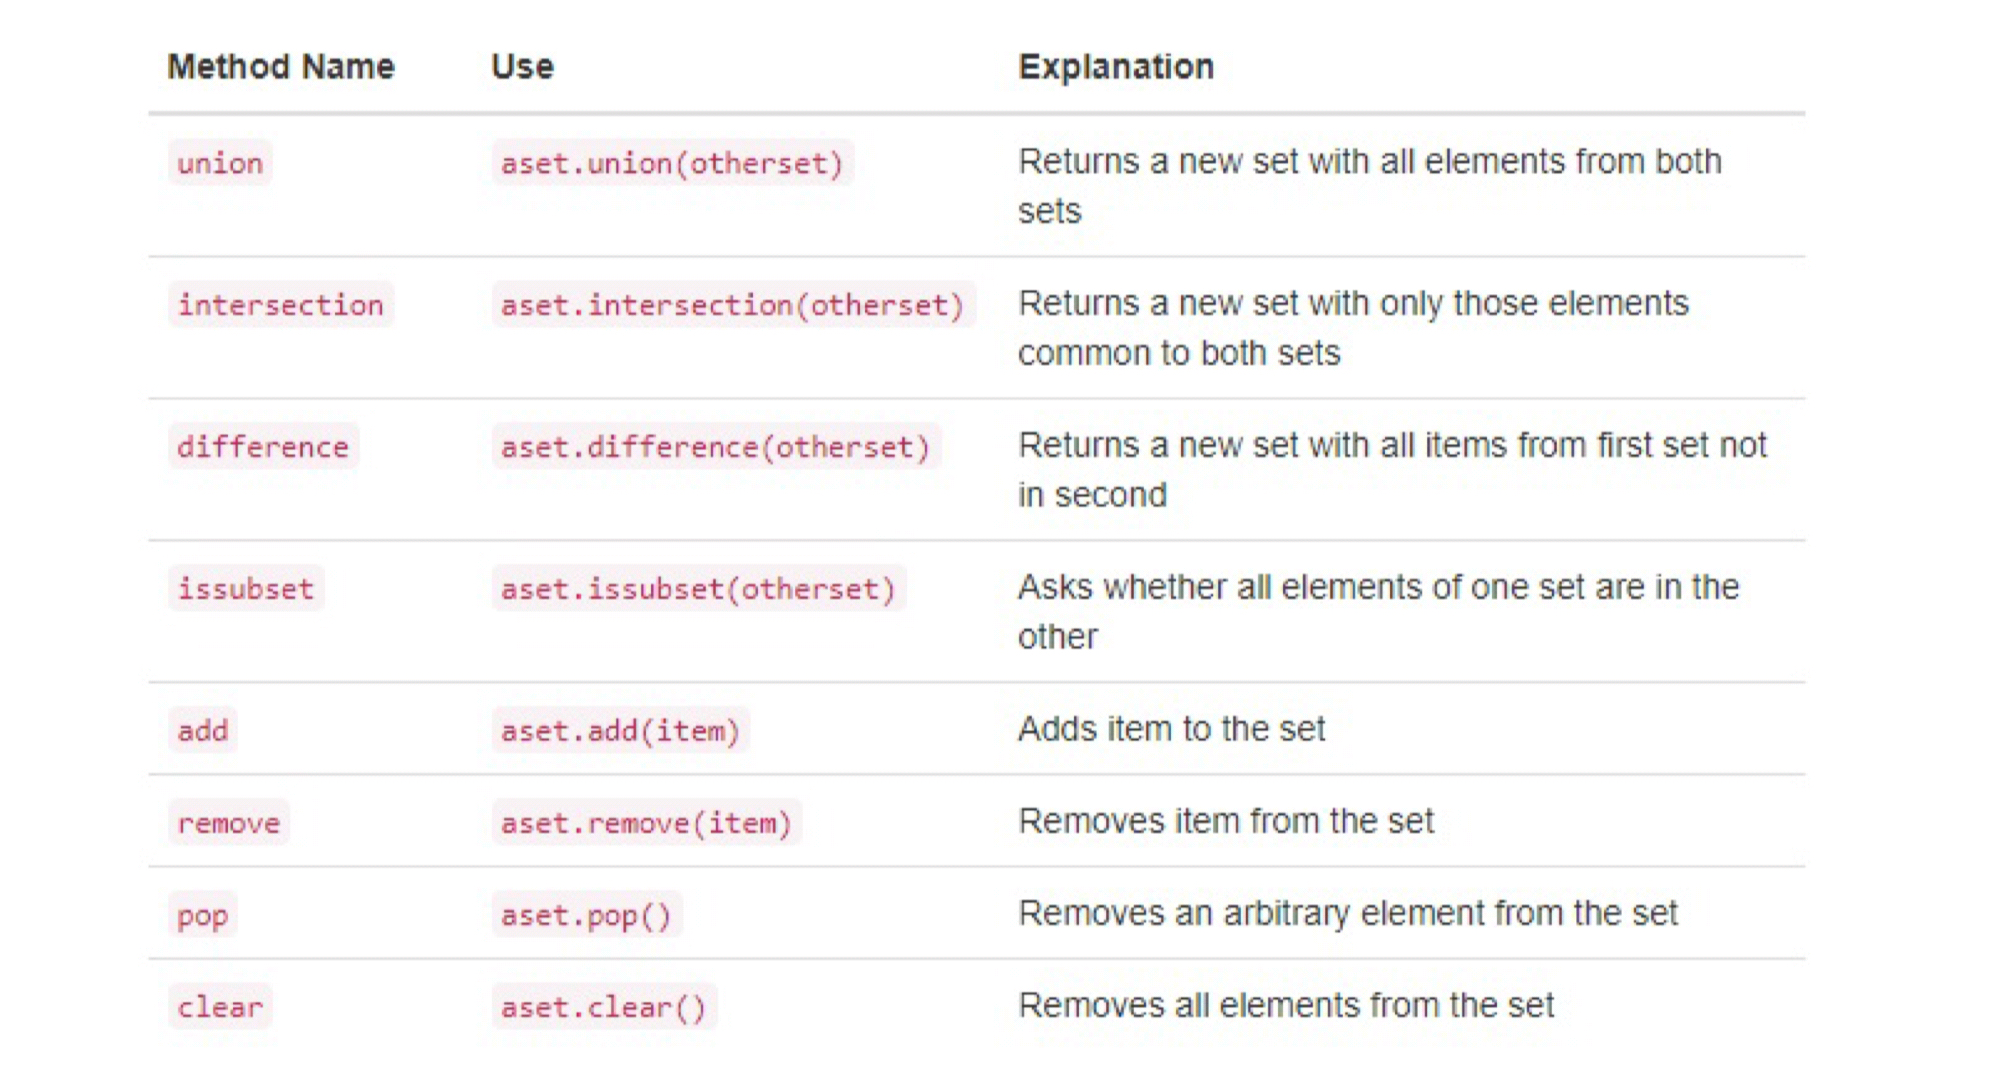 Method Name Use Explanation
union aset.union(otherset) Returns a new set with all elements from both
sets
intersection aset.intersection(otherset) Returns a new set with only those elements
common to both sets
difference aset.difference(otherset) Returns a new set with all items from first set not
in second
issubset aset.issubset(otherset) Asks whether all elements of one set are in the
other
add aset.add(item) Adds item to the set
remove aset.remove(item) Removes item from the set
pop aset.pop() Removes an arbitrary element from the set
clear aset.clear() Removes all elements from the set